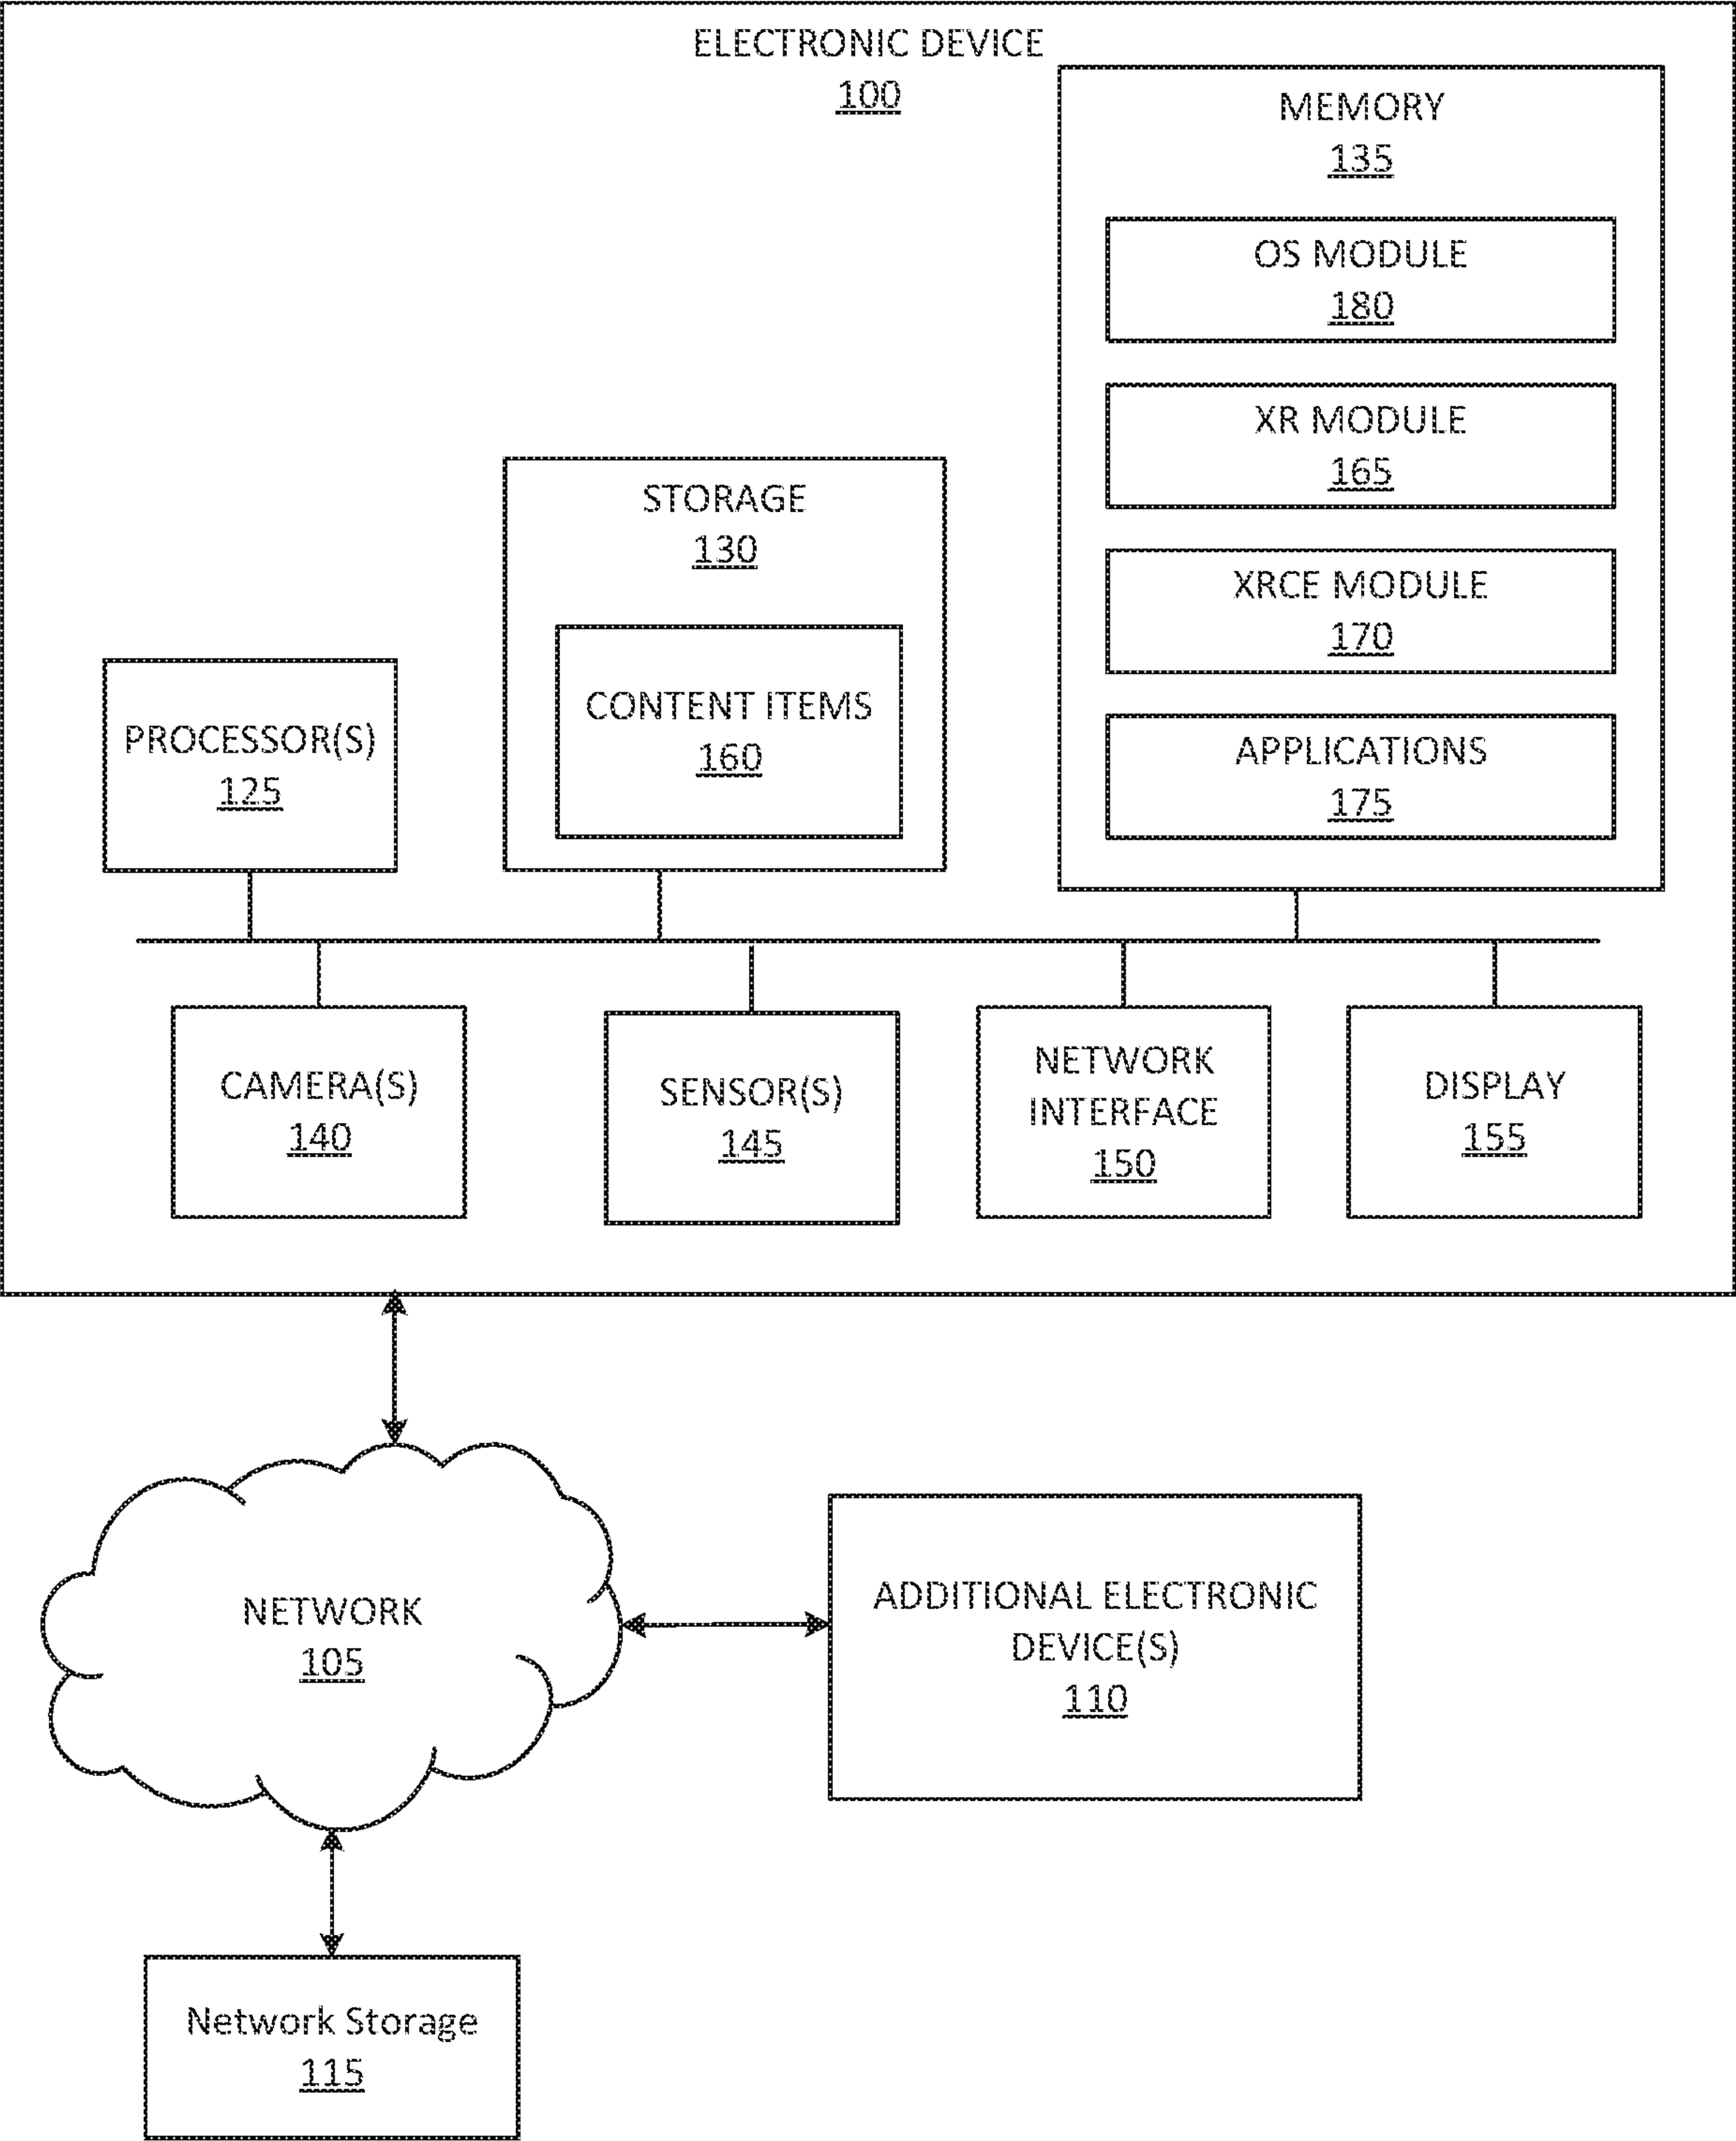 ELECTRONIC DEVICE
100
MEMORY
135
OS MODULE
180
XR MODULE
165
XRCE MODULE
170
APPLICATIONS
175
STORAGE
130
CONTENT ITEMS
160
PROCESSOR(S)
125
CAMERA(S)
140
SENSOR(S)
145
NETWORK
INTERFACE
150
DISPLAY
155
NETWORK
105
ADDITIONAL ELECTRONIC
DEVICE(S)
110
Network Storage
115